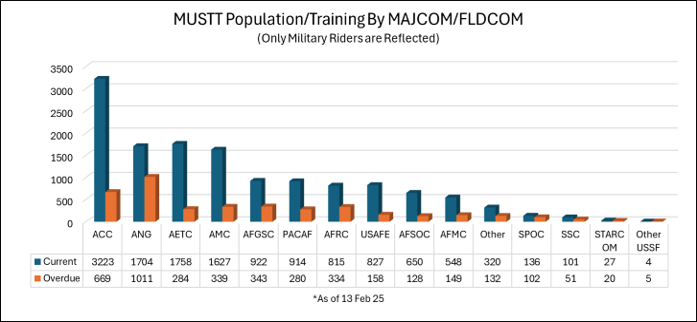 MUSTT Population/Training By MAJCOM/FLDCOM
(Only Military Riders are Reflected)
3500
3000
2500
2000
1500
1000
500
0
ACC ANG AETC AMC AFGSC PACAF AFRC USAFE AFSOC AFMC Other SPOC SSC STARC Other
OM USSF
Current 3223 1704 1758 1627 922 914 815 827 650 548 320 136 101 27 4
Overdue 669 1011 284 339 343 280 334 158 128 149 132 102 51 20 5
*As of 13 Feb 25